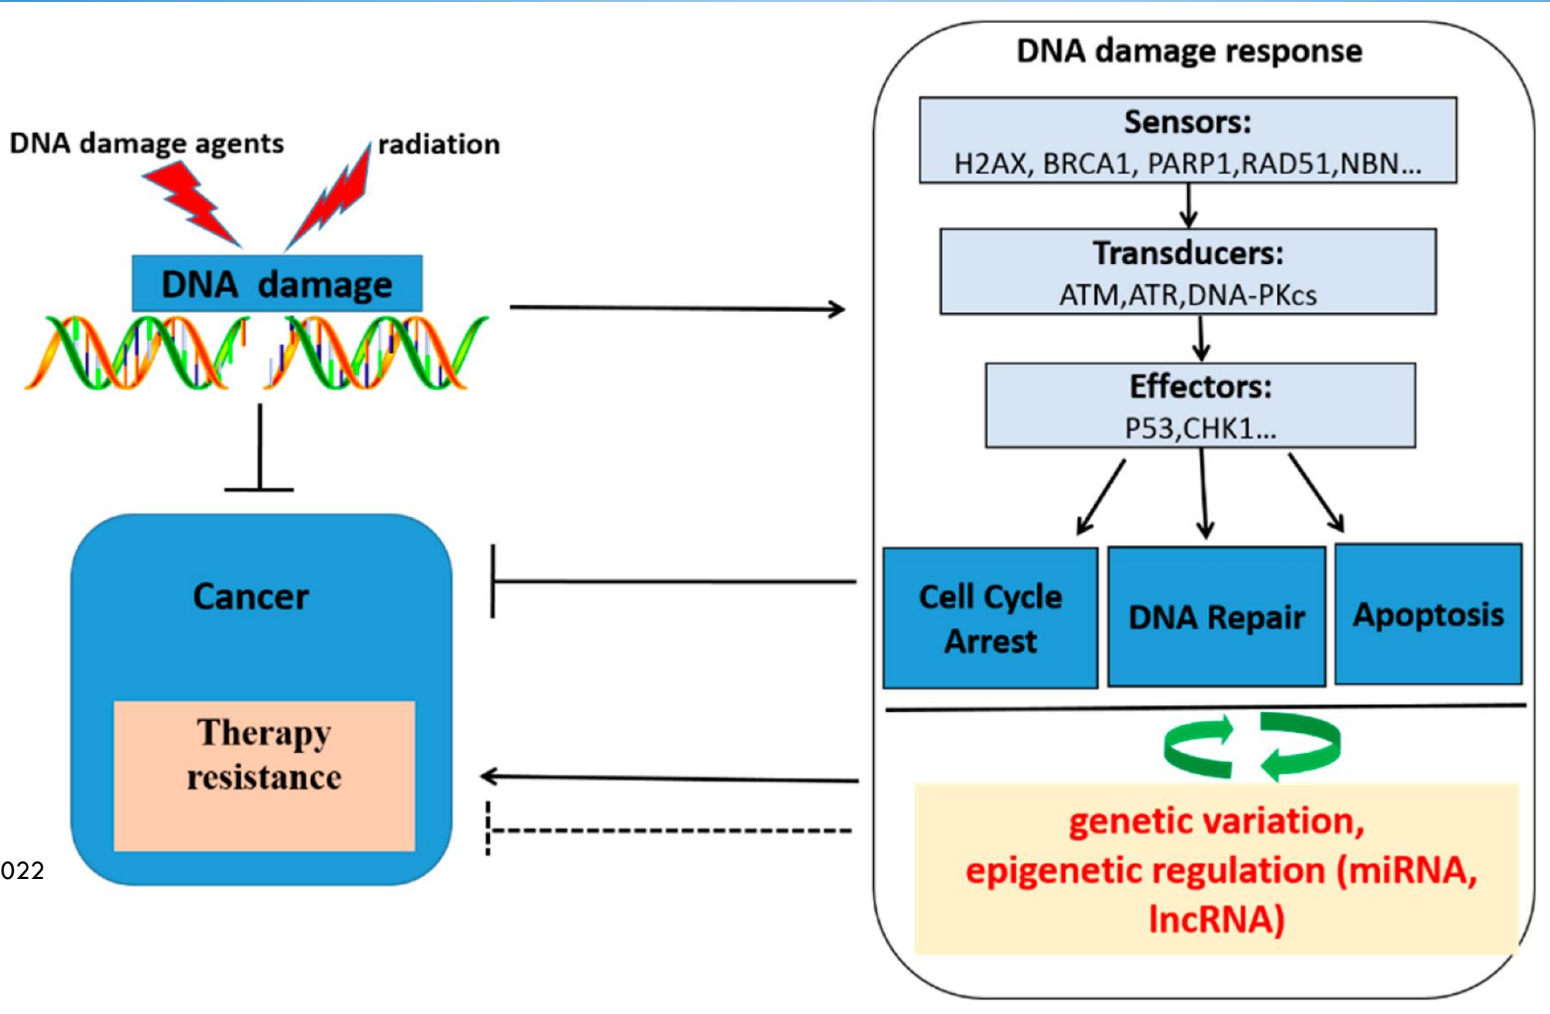 DNA damage agents
radiation
DNA damage
Cancer
Therapy
resistance
022
DNA damage response
Sensors:
H2AX, BRCA1, PARP1,RAD51,NBN...
Transducers:
ATM,ATR,DNA-PKcs
Effectors:
P53,CHK1...
Cell Cycle
Arrest
DNA Repair
Apoptosis
genetic variation,
epigenetic regulation (miRNA,
lncRNA)